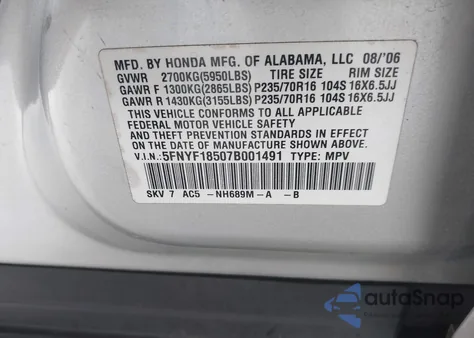 MFD. BY HONDA MFG. OF ALABAMA, LLC 08/'06
GVWR 2700KG(5950LBS) TIRE SIZE RIM SIZE
GAWR F 1300KG(2865LBS) P235/70R16 104S 16X6.5JJ
GAWR R 1430KG(3155LBS) P235/70R16 104S 16X6.5JJ
THIS VEHICLE CONFORMS TO ALL APPLICABLE
FEDERAL MOTOR VEHICLE SAFETY
AND THEFT PREVENTION STANDARDS IN EFFECT
ON THE DATE OF MANUFACTURE SHOWN ABOVE.
V.I.N.: 5FNYF18507B001491 TYPE: MPV
SKV 7 AC5 -NH689M-A -B
autoSnap